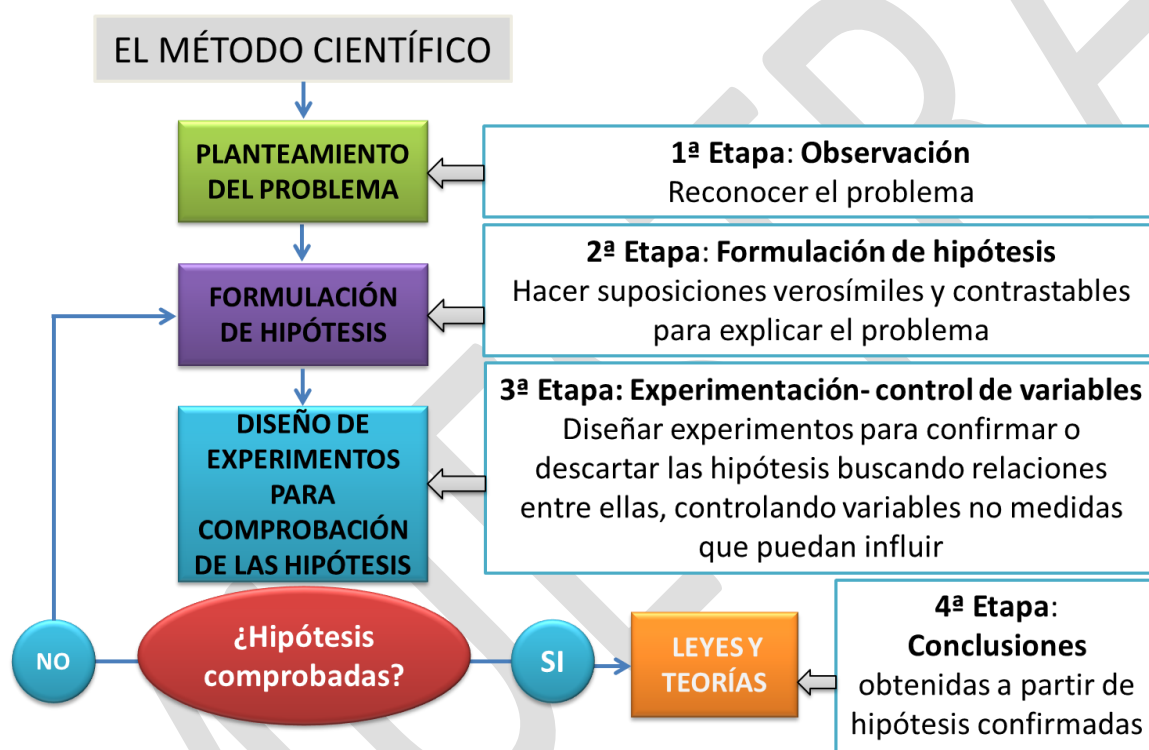 EL MÉTODO CIENTÍFICO
PLANTEAMIENTO
DEL PROBLEMA
1ª Etapa: Observación
Reconocer el problema
FORMULACIÓN
DE HIPÓTESIS
2ª Etapa: Formulación de hipótesis
Hacer suposiciones verosímiles y contrastables
para explicar el problema
DISEÑO DE
EXPERIMENTOS
PARA
COMPROBACIÓN
DE LAS HIPÓTESIS
3ª Etapa: Experimentación- control de variables
Diseñar experimentos para confirmar o
descartar las hipótesis buscando relaciones
entre ellas, controlando variables no medidas
que puedan influir
NO
¿Hipótesis
comprobadas?
SI
LEYES Y
TEORÍAS
4ª Etapa:
Conclusiones
obtenidas a partir de
hipótesis confirmadas